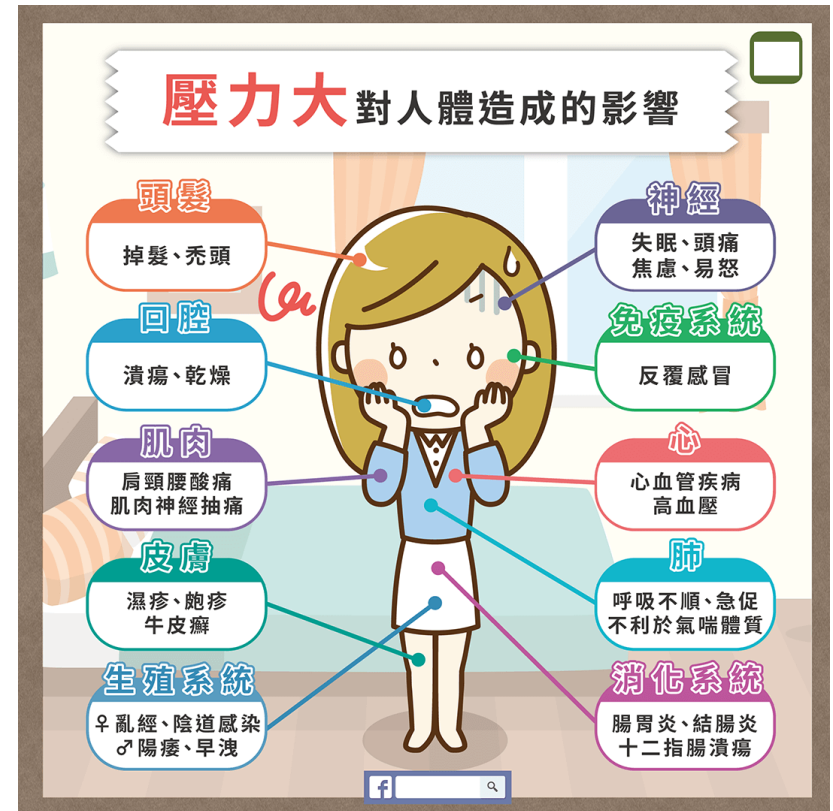 壓力大對人體造成的影響
頭髮
掉髮、禿頭
口腔
潰瘍、乾燥
肌肉
肩頸腰酸痛
肌肉神經抽痛
皮膚
濕疹、皰疹
牛皮癬
生殖系統
♀亂經、陰道感染
♂陽痿、早洩
神經
失眠、頭痛
焦慮、易怒
免疫系統
反覆感冒
心
心血管疾病
高血壓
肺
呼吸不順、急促
不利於氣喘體質
消化系統
腸胃炎、結腸炎
十二指腸潰瘍
f